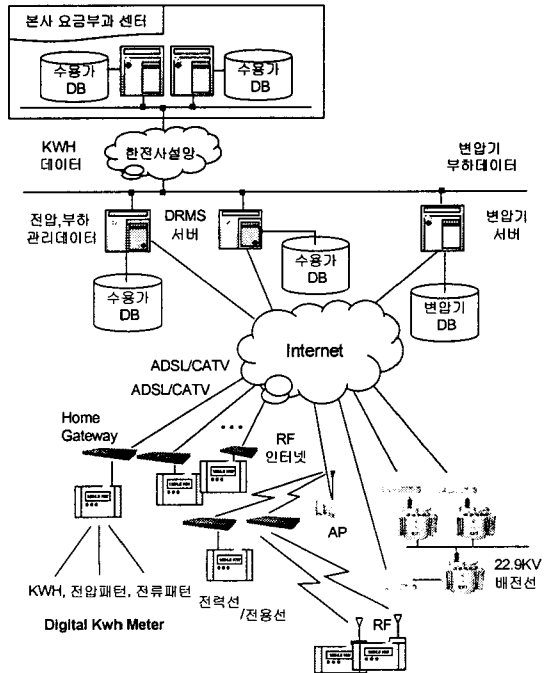 본사 요금부과 센터
수용가
DB
수용가
DB
KWH
데이터
한전사설망
변압기
부하데이터
전압,부하
관리데이터
DRMS
서버
변압기
서버
수용가
DB
수용가
DB
변압기
DB
Internet
ADSL/CATV
ADSL/CATV
Home
Gateway
RF
인터넷
AP
22.9KV
배전선
KWH, 전압패턴, 전류패턴
전력선
/전용선
RF
Digital Kwh Meter